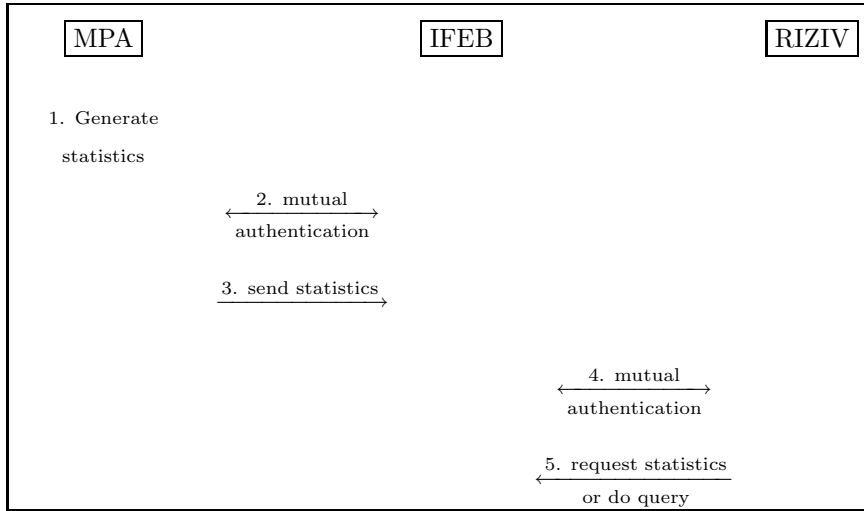 MPA IFEB RIZIV
1. Generate
statistics
2. mutual
authentication
3. send statistics
4. mutual
authentication
5. request statistics
or do query